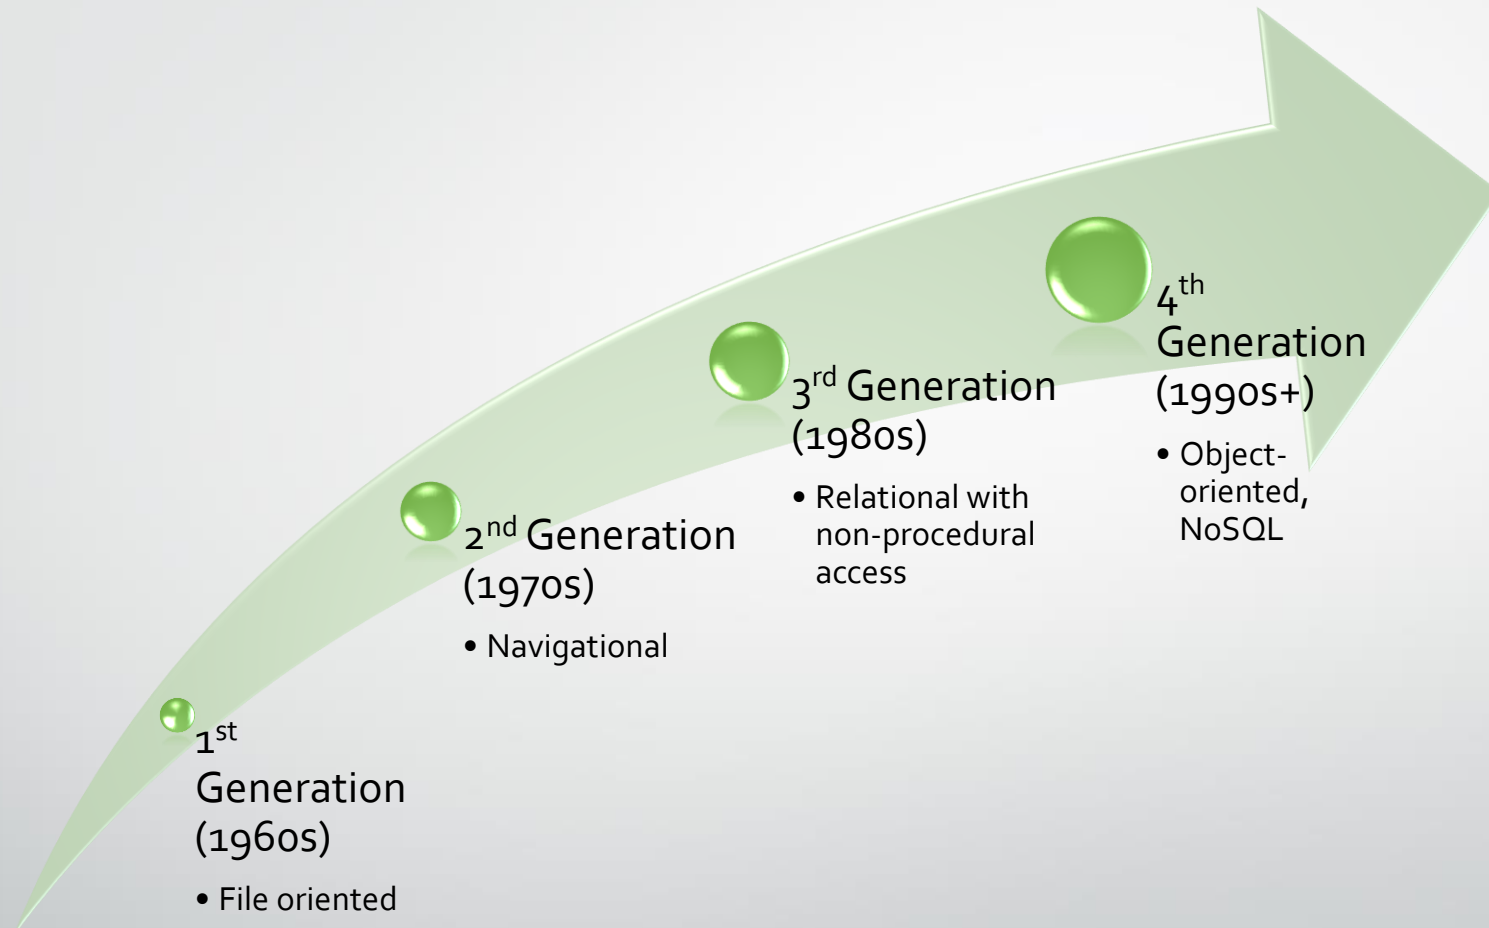 1st
Generation
(1960s)
• File oriented
2nd Generation
(1970s)
• Navigational
3rd Generation
(1980s)
• Relational with
non-procedural
access
4th
Generation
(1990s+)
• Object-
oriented,
NoSQL